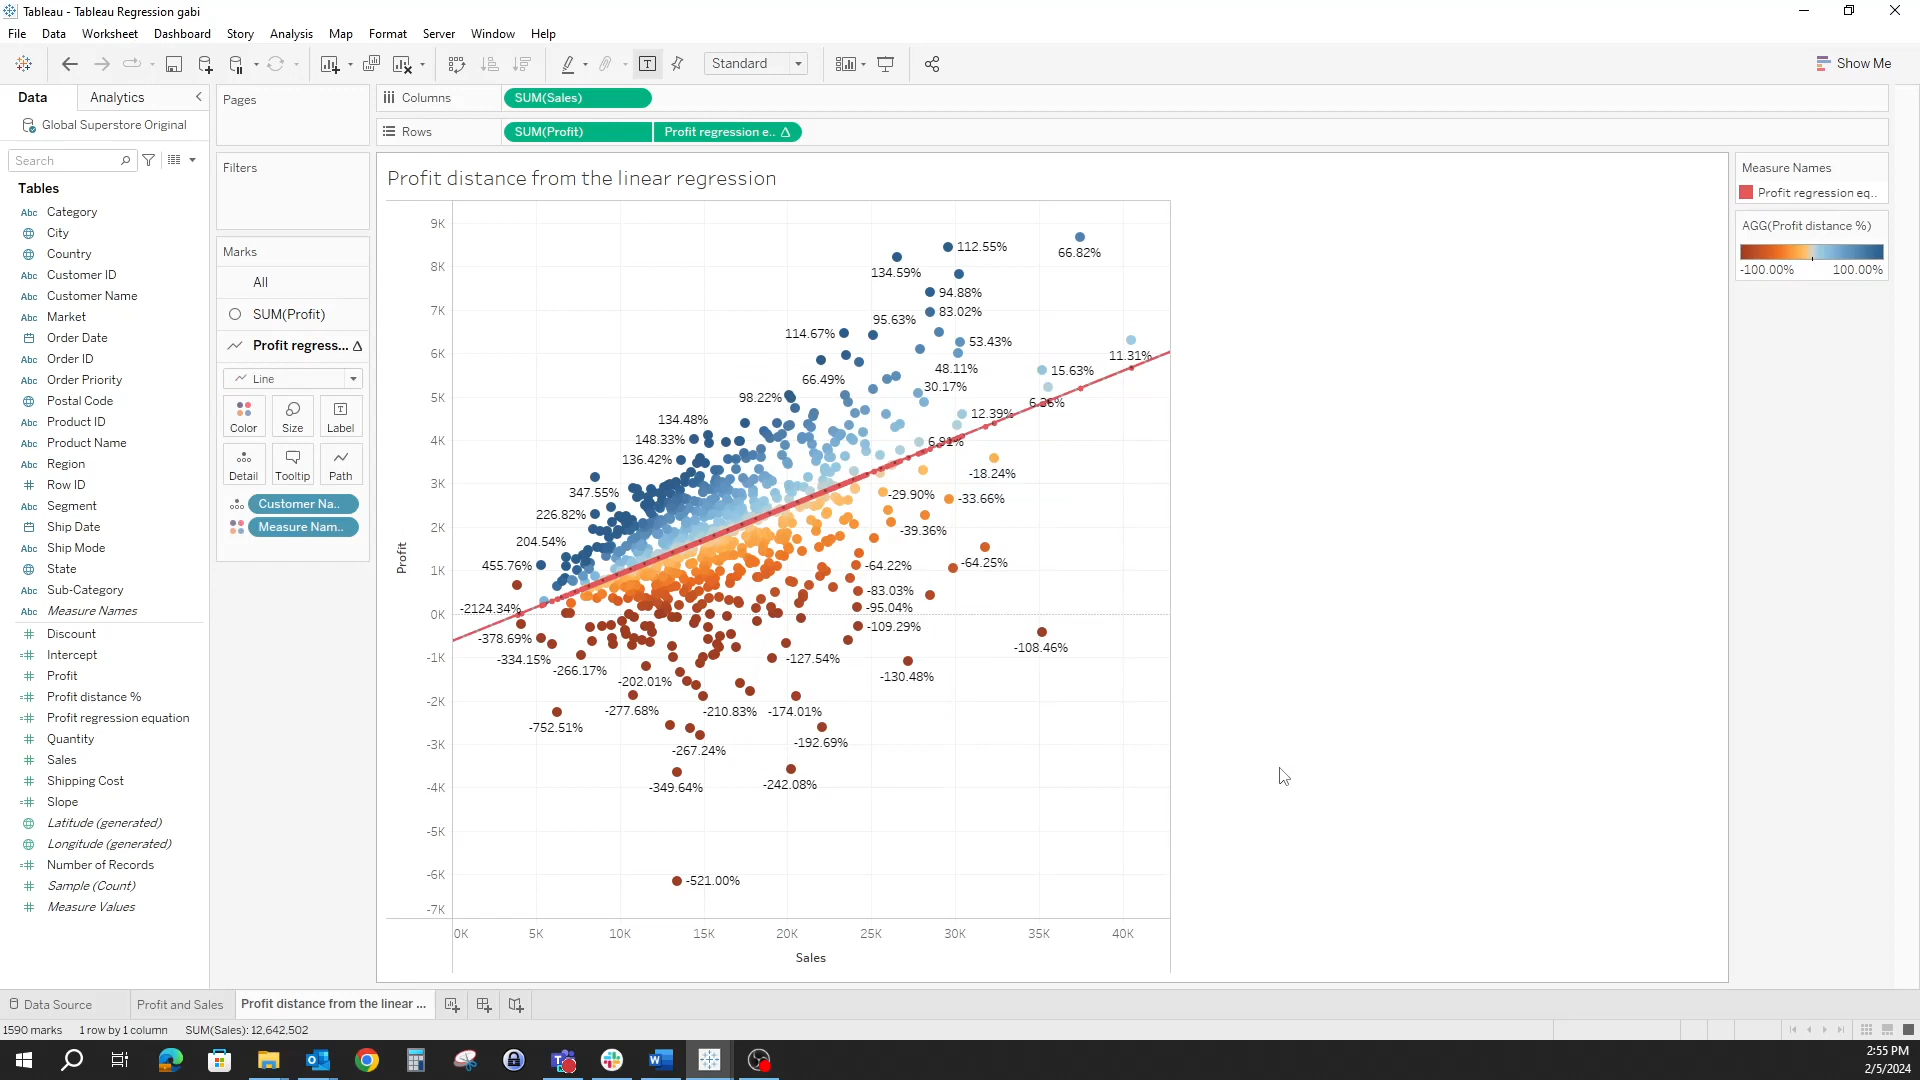 Tableau - Tableau Regression gabi
File Data Worksheet Dashboard Story Analysis Map Format Server Window Help
Standard
Show Me
Data Analytics
Global Superstore Original
Search
Tables
Abc Category
City
Country
Abc Customer ID
Abc Customer Name
Abc Market
Order Date
Abc Order ID
Abc Order Priority
Postal Code
Abc Product ID
Abc Product Name
Abc Region
# Row ID
Abc Segment
Ship Date
Abc Ship Mode
State
Abc Sub-Category
Abc Measure Names
# Discount
=# Intercept
# Profit
=# Profit distance %
=# Profit regression equation
# Quantity
# Sales
# Shipping Cost
=# Slope
Latitude (generated)
Longitude (generated)
=# Number of Records
# Sample (Count)
# Measure Values
Pages
Filters
Marks
All
SUM(Profit)
Profit regress... Δ
Line
Color Size Label
Detail Tooltip Path
Customer Na..
Measure Nam..
Columns SUM(Sales)
Rows SUM(Profit) Profit regression e.. Δ
Profit distance from the linear regression
9K
8K
7K
6K
5K
4K
3K
2K
1K
0K
-1K
-2K
-3K
-4K
-5K
-6K
-7K
Profit
112.55%
66.82%
134.59%
94.88%
83.02%
95.63%
114.67%
53.43%
11.31%
48.11%
15.63%
66.49%
30.17%
98.22%
6.36%
12.39%
134.48%
148.33%
6.91%
136.42%
-18.24%
347.55%
-29.90%
-33.66%
226.82%
-39.36%
204.54%
455.76%
-64.22%
-64.25%
-83.03%
-2124.34%
-95.04%
-109.29%
-378.69%
-108.46%
-334.15%
-127.54%
-266.17%
-130.48%
-202.01%
-277.68%
-210.83%
-174.01%
-752.51%
-192.69%
-267.24%
-349.64%
-242.08%
-521.00%
0K 5K 10K 15K 20K 25K 30K 35K 40K
Sales
Measure Names
Profit regression eq..
AGG(Profit distance %)
-100.00% 100.00%
Data Source Profit and Sales Profit distance from the linear ...
1590 marks 1 row by 1 column SUM(Sales): 12,642,502
2:55 PM
2/5/2024